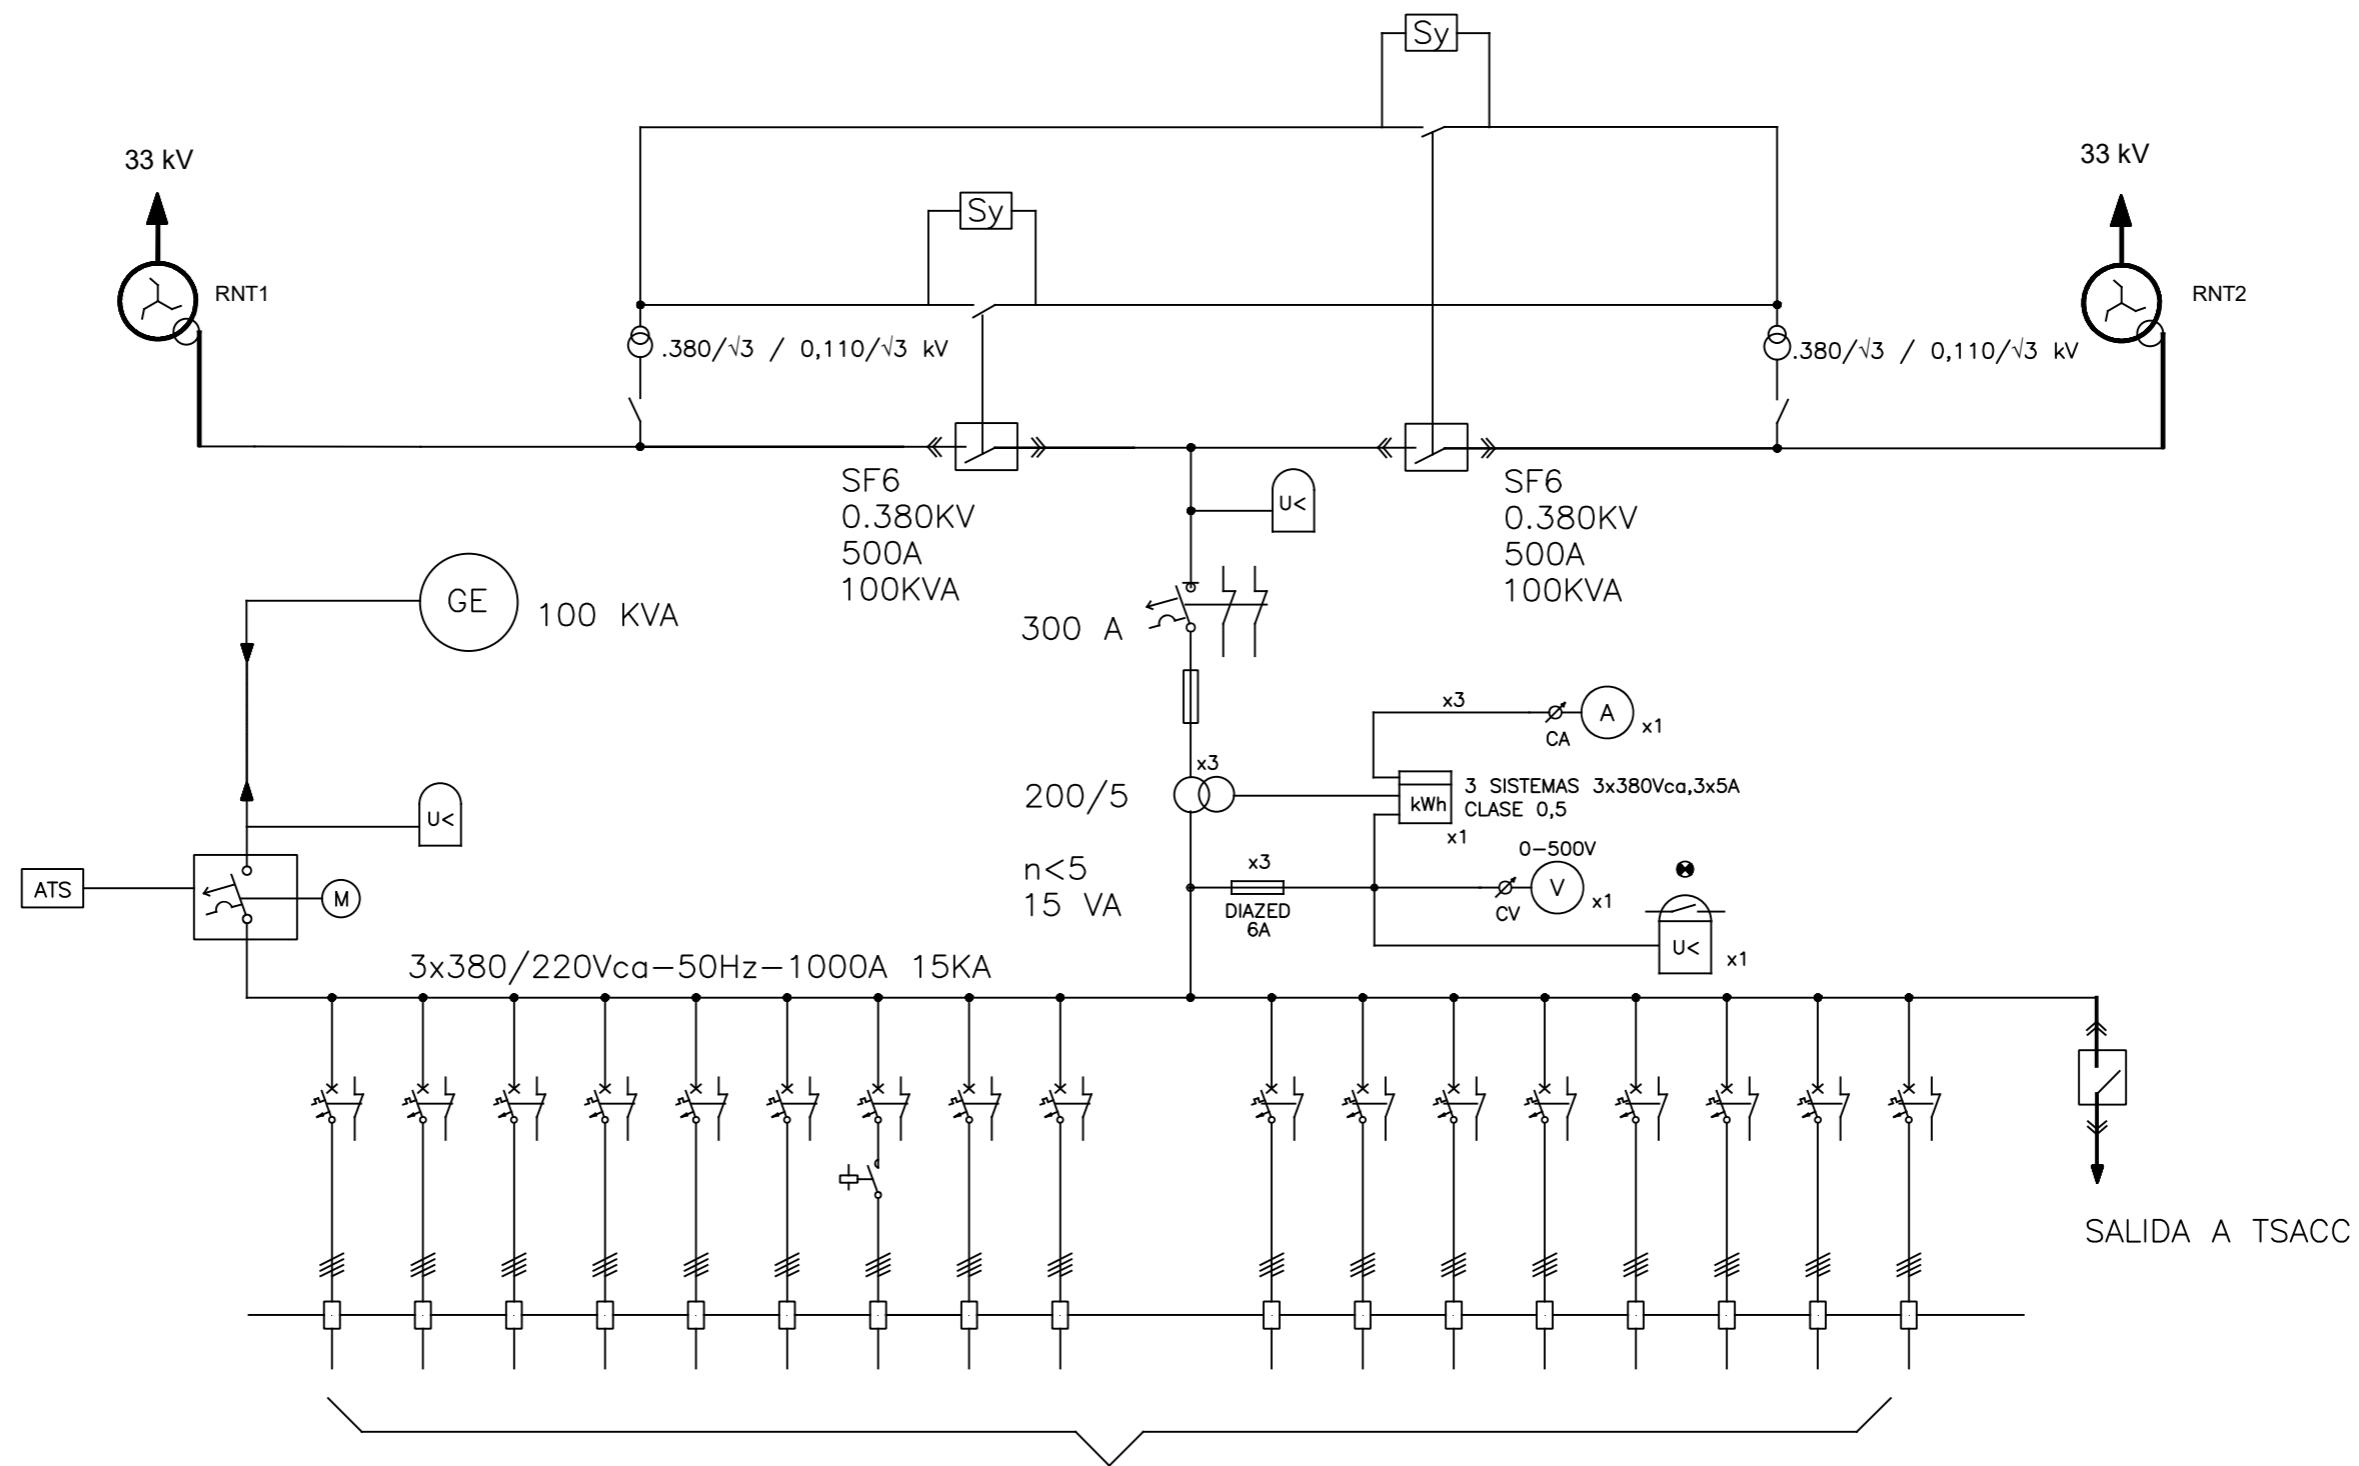 Sy
33 kV
33 kV
Sy
RNT1
RNT2
.380/√3 / 0,110/√3 kV
.380/√3 / 0,110/√3 kV
SF6
0.380KV
500A
100KVA
U<
SF6
0.380KV
500A
100KVA
GE
100 KVA
300 A
x3
A
x1
CA
x3
200/5
kWh
3 SISTEMAS 3x380Vca,3x5A
CLASE 0,5
x1
U<
n<5
15 VA
x3
DIAZED
6A
0-500V
V
x1
CV
U<
x1
ATS
M
3x380/220Vca-50Hz-1000A 15KA
SALIDA A TSACC